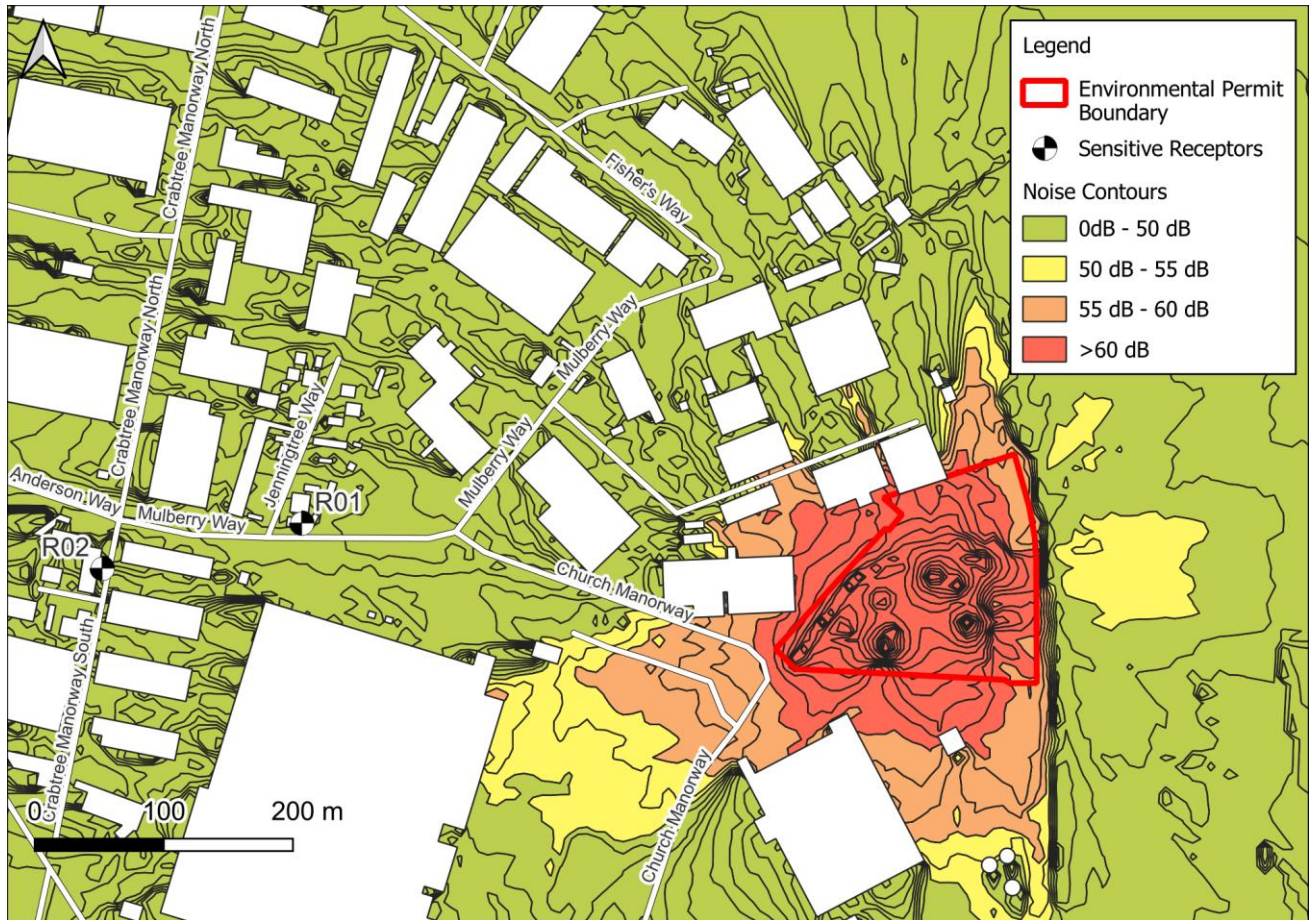 Legend
Environmental Permit
Boundary
Sensitive Receptors
Noise Contours
0dB - 50 dB
50 dB - 55 dB
55 dB - 60 dB
>60 dB
Crabtree Manorway North
Fisher's Way
Crabtree Manorway North
Mulberry Way
Jenningtree Way
Mulberry Way
Anderson Way
Mulberry Way
R01
R02
Church Manorway
Crabtree Manorway South
Church Manorway
0 100 200 m